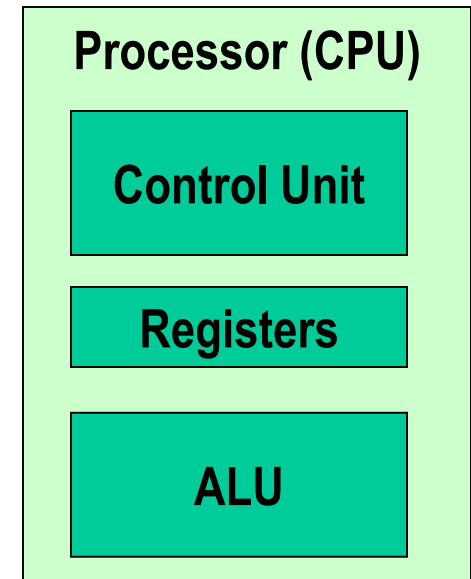 Processor (CPU)
Control Unit
Registers
ALU